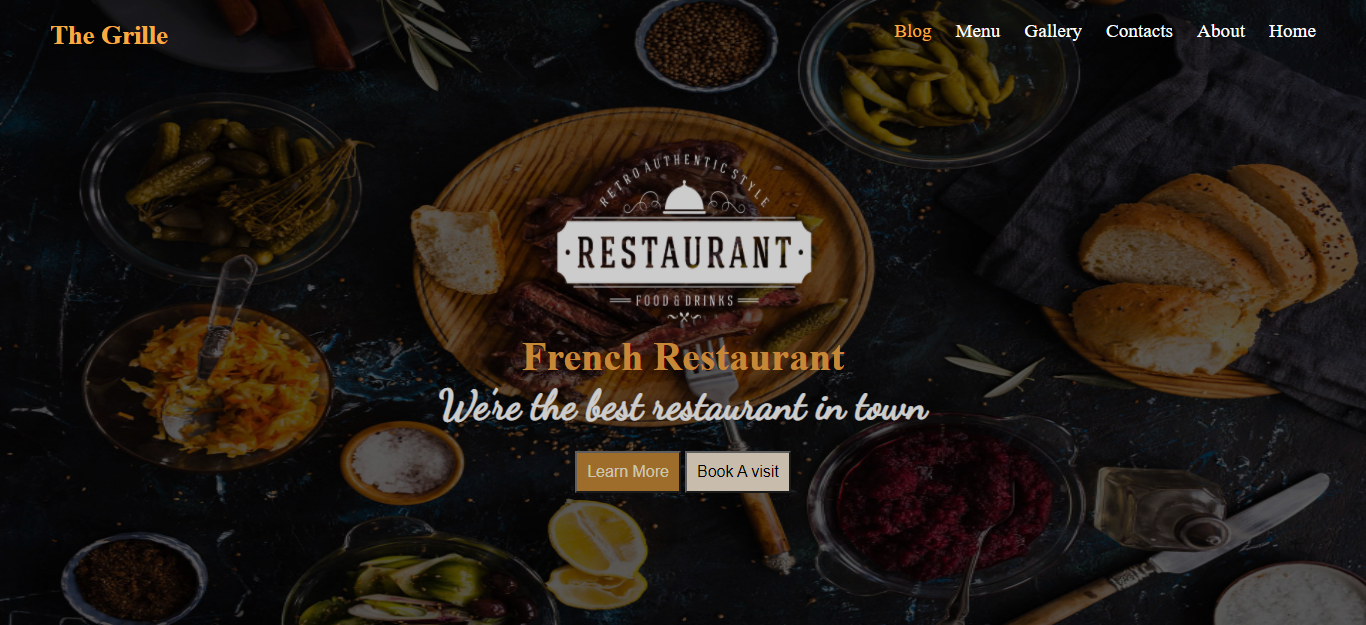 The Grille
Blog Menu Gallery Contacts About Home
RETRO AUTHENTIC STYLE
·RESTAURANT·
FOOD & DRINKS
French Restaurant
We're the best restaurant in town
Learn More Book A visit